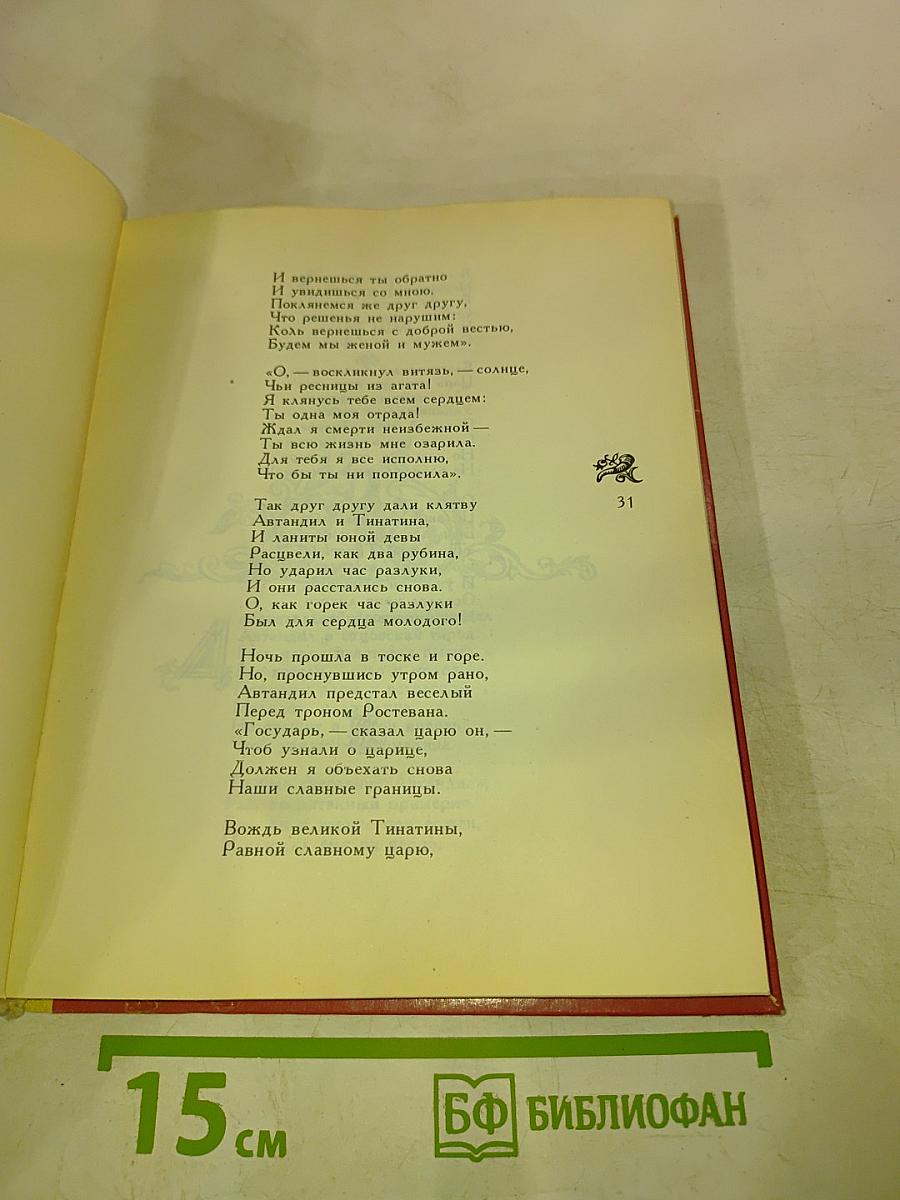 И вернешься ты обратно
И увидишься со мною.
Поклянемся же друг другу,
Что решенья не нарушим:
Коль вернешься с доброй вестью,
Будем мы женой и мужем».
«О, — воскликнул витязь, — солнце,
Чьи ресницы из агата!
Я клянусь тебе всем сердцем:
Ты одна моя отрада!
Ждал я смерти неизбежной —
Ты всю жизнь мне озарила.
Для тебя я все исполню,
Что бы ты ни попросила».
31
Так друг другу дали клятву
Автандил и Тинатина,
И ланиты юной девы
Расцвели, как два рубина,
Но ударил час разлуки,
И они расстались снова.
О, как горек час разлуки
Был для сердца молодого!
Ночь прошла в тоске и горе.
Но, проснувшись утром рано,
Автандил предстал веселый
Перед троном Ростевана.
«Государь, — сказал царю он, —
Чтоб узнали о царице,
Должен я объехать снова
Наши славные границы.
Вождь великой Тинатины,
Равной славному царю,
15 см
БФ БИБЛИОФАН